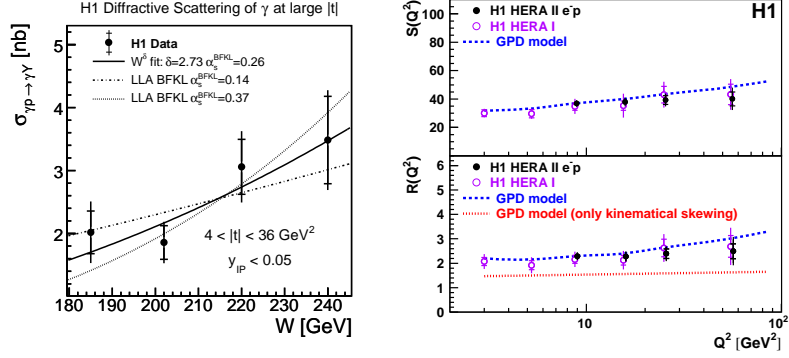 H1 Diffractive Scattering of γ at large |t|
σγp→γY [nb]
5
4
3
2
H1 Data
W^δ fit: δ=2.73 α_s^BFKL=0.26
LLA BFKL α_s^BFKL=0.14
LLA BFKL α_s^BFKL=0.37
4 < |t| < 36 GeV²
y_IP < 0.05
180 190 200 210 220 230 240
W [GeV]
S(Q²)
100
80
60
40
20
H1
H1 HERA II e⁻p
H1 HERA I
GPD model
R(Q²)
6
5
4
3
2
1
0
H1 HERA II e⁻p
H1 HERA I
GPD model
GPD model (only kinematical skewing)
10 10²
Q² [GeV²]